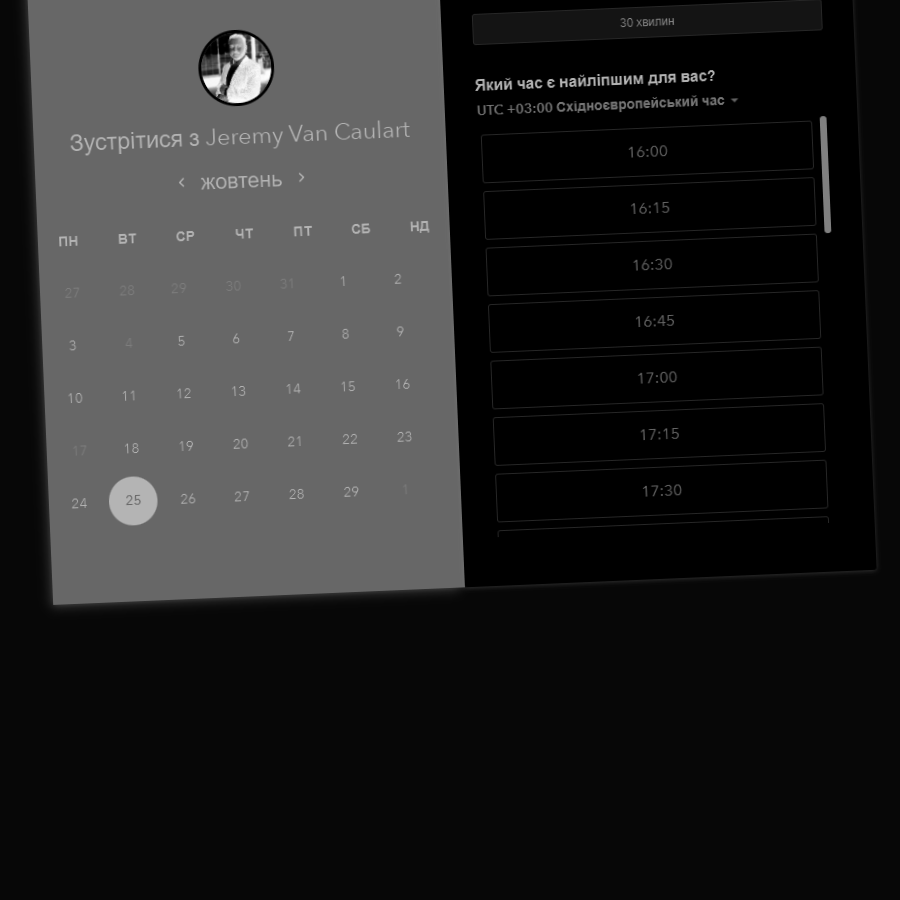 Зустрітися з Jeremy Van Caulart
жовтень
ПН ВТ СР ЧТ ПТ СБ НД
27 28 29 30 31 1 2
3 4 5 6 7 8 9
10 11 12 13 14 15 16
17 18 19 20 21 22 23
24 25 26 27 28 29 1
30 хвилин
Який час є найліпшим для вас?
UTC +03:00 Східноєвропейський час
16:00
16:15
16:30
16:45
17:00
17:15
17:30